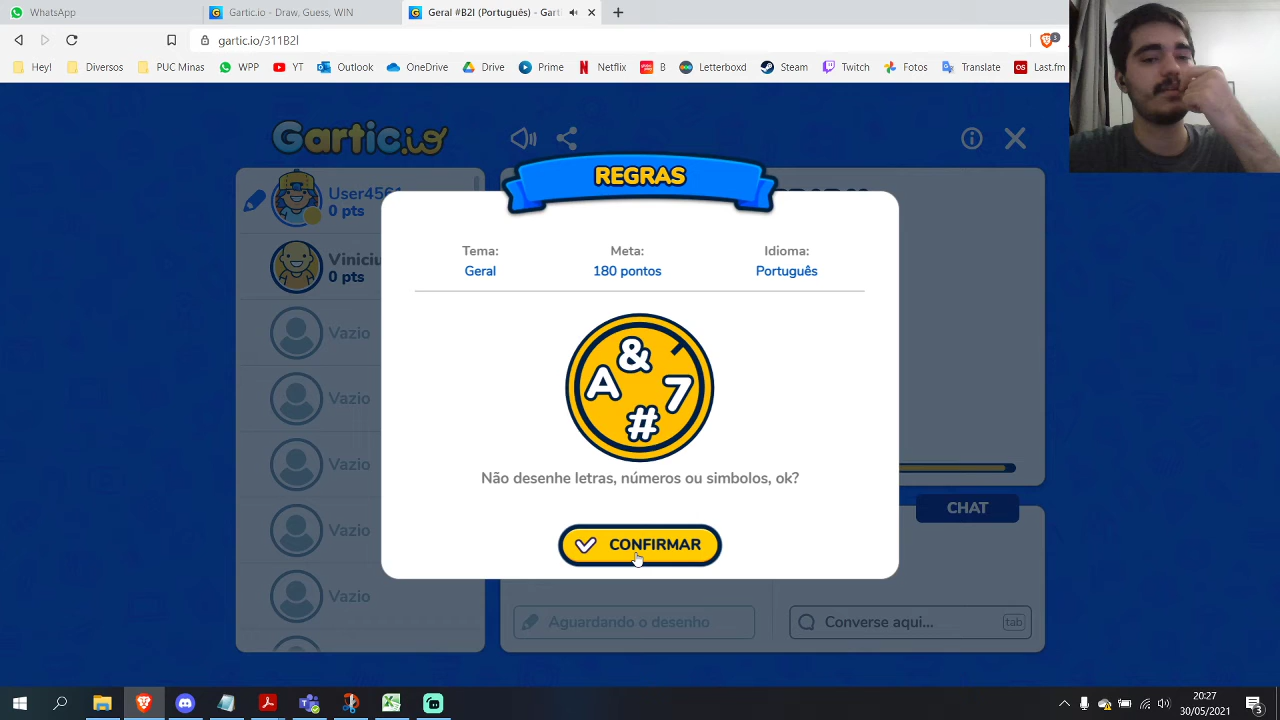 WhatsApp
Gartic.io - Draw, Guess, WIN
Geral #B2I (Português) - Gart
gartic.io/311B2l
3
Hey!
Diversos
PUC Minas
WPP
YT
Outlook
OneDrive
Drive
Prime
Netflix
B
Letterboxd
Steam
Twitch
Fotos
Translate
Last.fm
Gartic.io
REGRAS
User4561
0 pts
Viniciu
0 pts
Vazio
Vazio
Vazio
Vazio
Vazio
Tema:
Geral
Meta:
180 pontos
Idioma:
Português
& A 7 #
Não desenhe letras, números ou simbolos, ok?
CONFIRMAR
CHAT
Aguardando o desenho
Converse aqui...
tab
20:27
30/05/2021
3